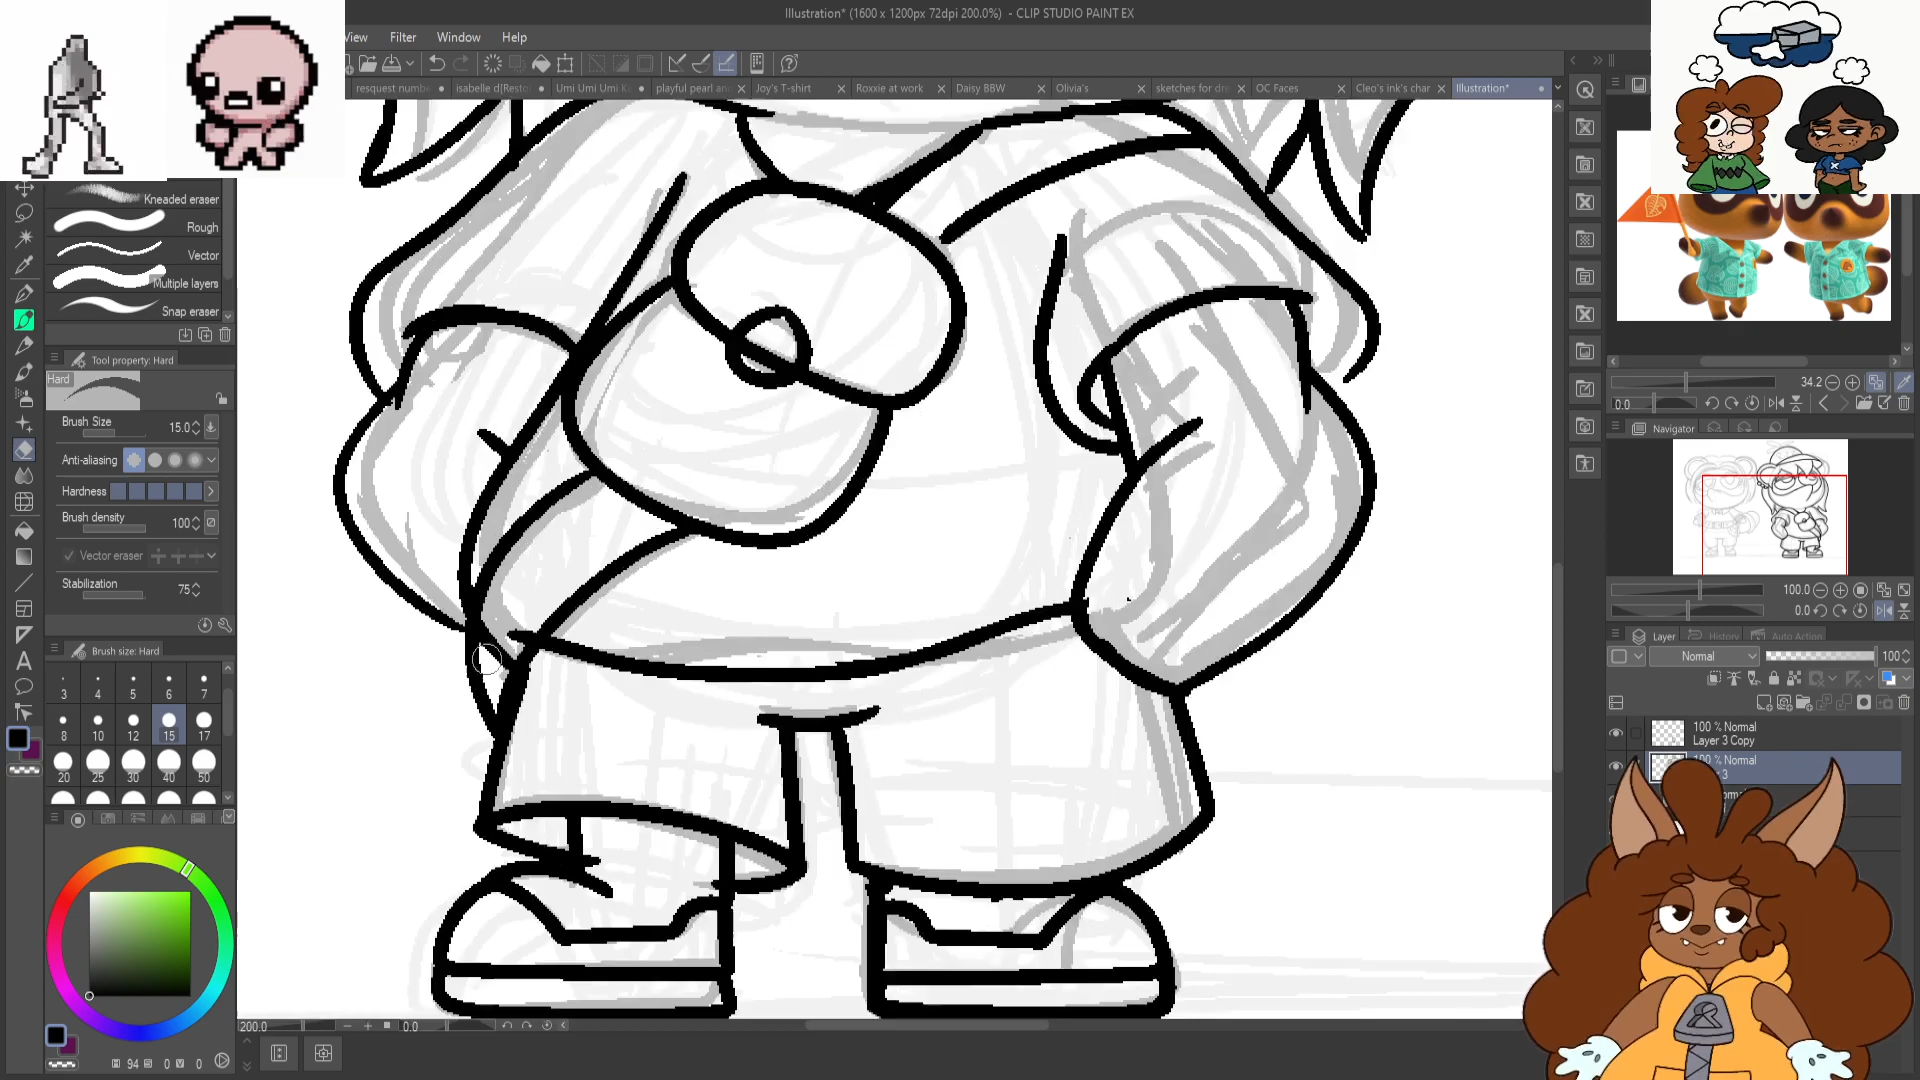 Illustration* (1600 x 1200px 72dpi 200.0%) - CLIP STUDIO PAINT EX
View Filter Window Help
resquest numbe
isabelle d[Resto
Umi Umi Umi K
playful pearl an
Joy's T-shirt
Roxxie at work
Daisy BBW
Olivia's
sketches for dre
OC Faces
Cleo's ink's char
Illustration*
Kneaded eraser
Rough
Vector
Multiple layers
Snap eraser
Tool property: Hard
Hard
Brush Size 15.0
Anti-aliasing
Hardness
Brush density 100
Vector eraser
Stabilization 75
Brush size: Hard
3 4 5 6 7
8 10 12 15 17
20 25 30 40 50
94 0 0
200.0 0.0
34.2
0.0
Navigator
100.0
0.0
Layer History Auto Action
Normal 100
100 % Normal
Layer 3 Copy
100 % Normal
3